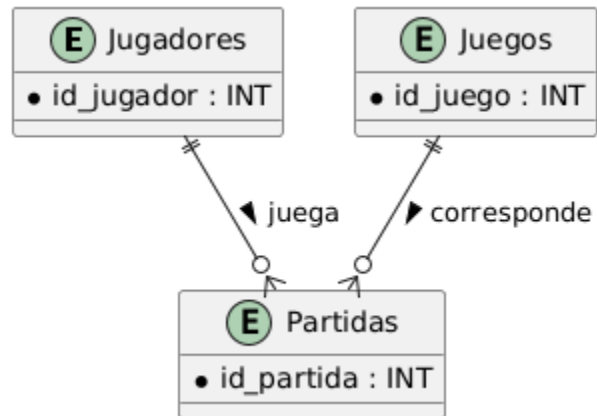 E Jugadores
• id_jugador : INT
E Juegos
• id_juego : INT
juega
corresponde
E Partidas
• id_partida : INT